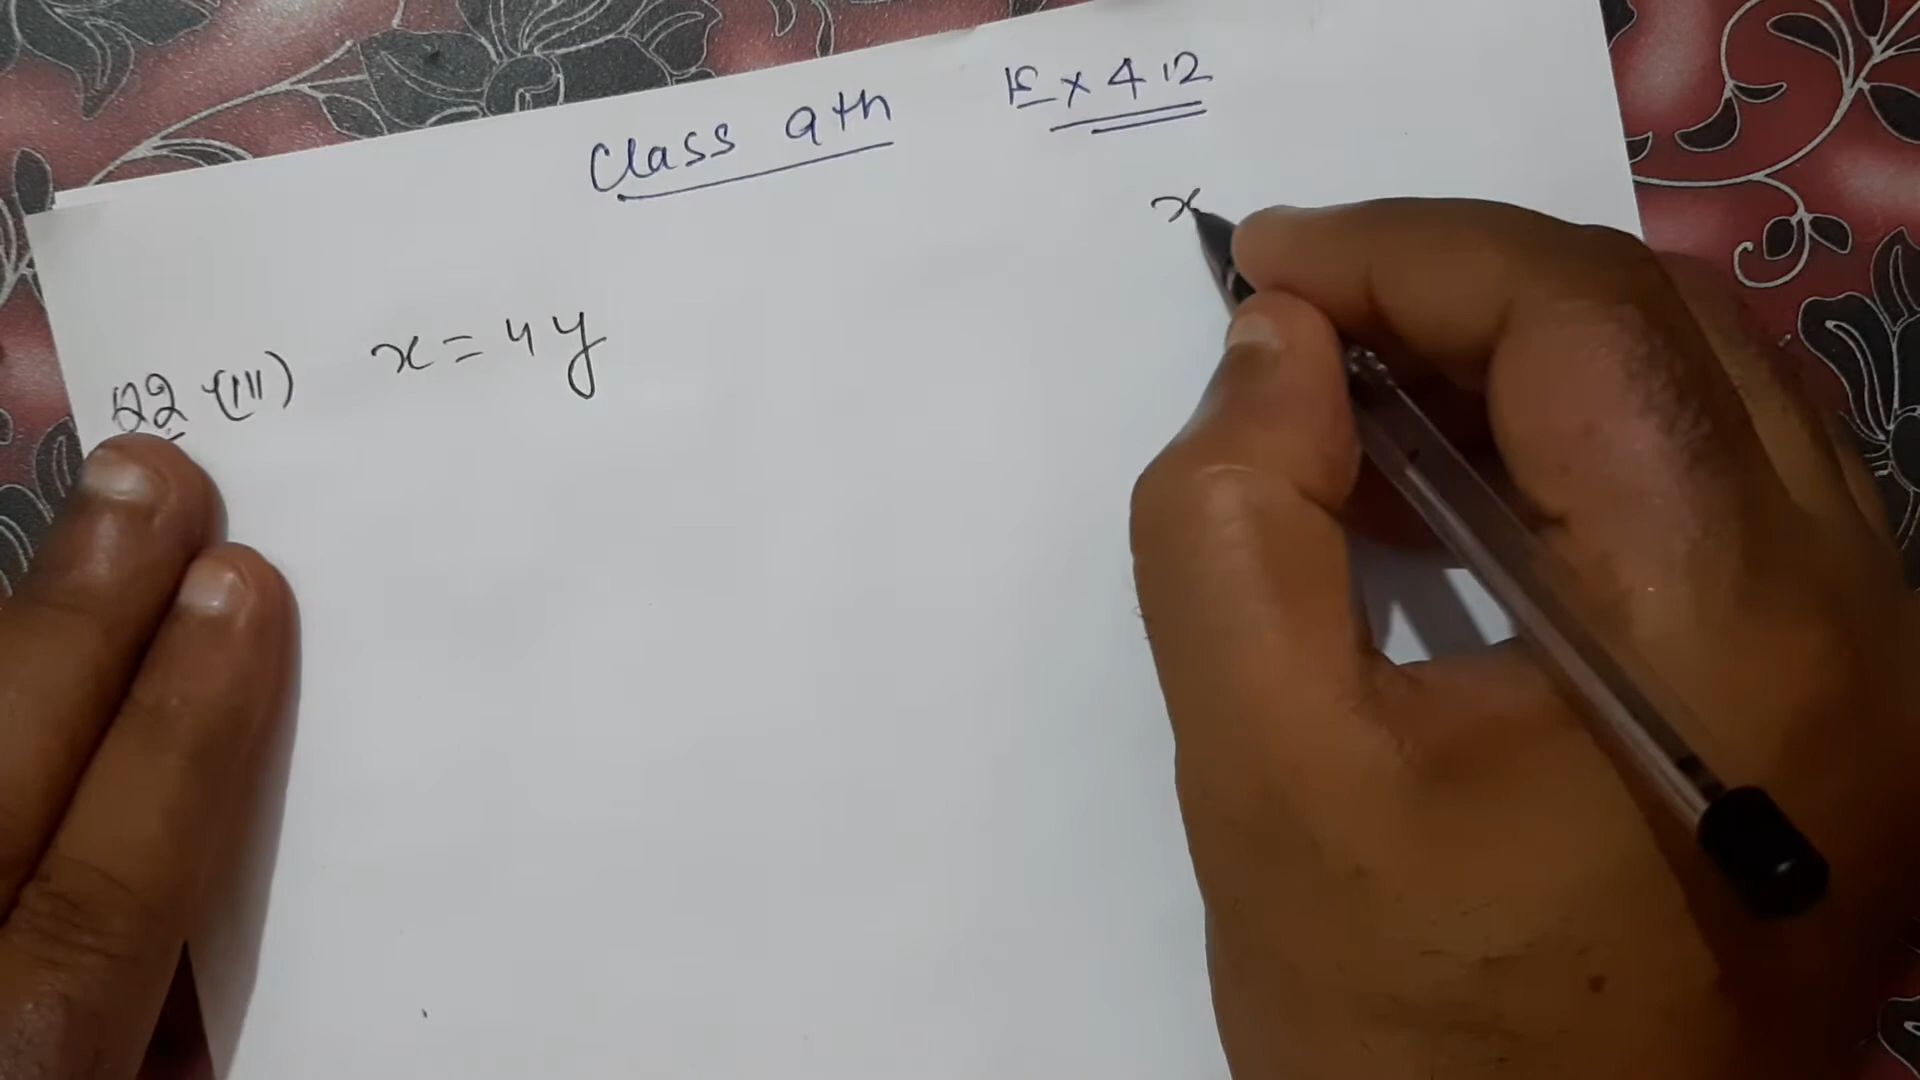 Class 9th Ex 4.2
x
Q2 (III) x = 4y